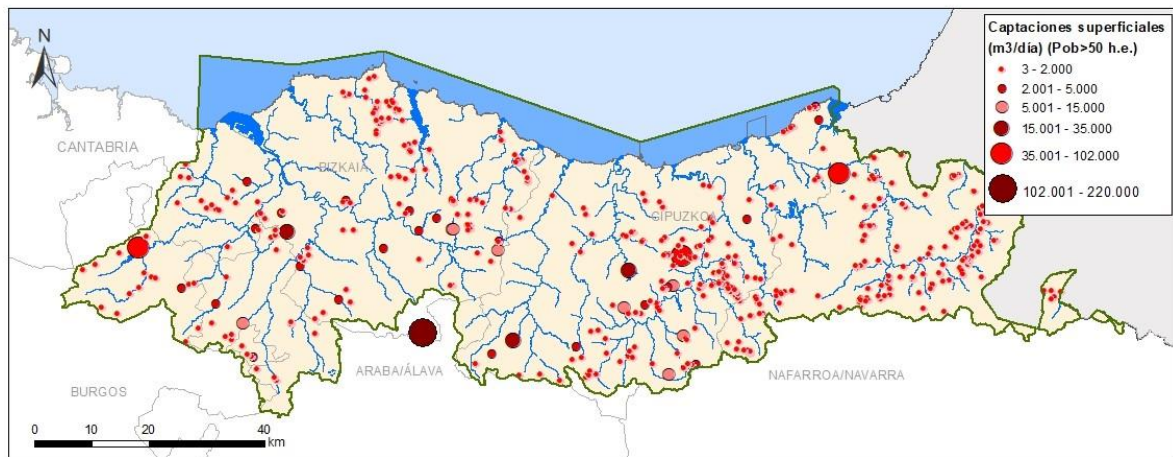 N
Captaciones superficiales
(m3/día) (Pob>50 h.e.)
3 - 2.000
2.001 - 5.000
5.001 - 15.000
15.001 - 35.000
35.001 - 102.000
102.001 - 220.000
CANTABRIA
BIZKAIA
GIPUZKOA
ARABA/ÁLAVA
NAFARROA/NAVARRA
BURGOS
0 10 20 40
km